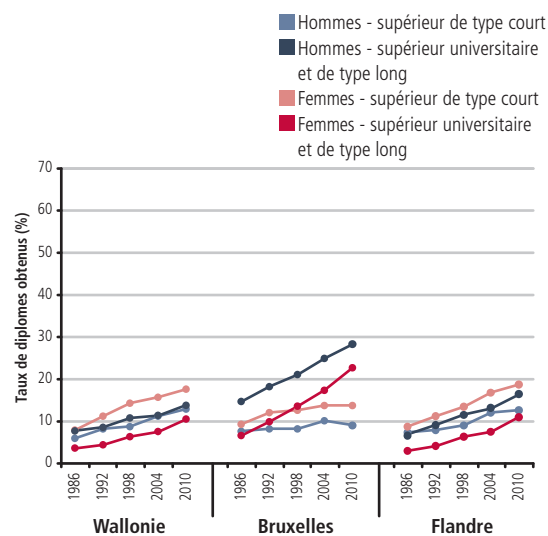 Hommes - supérieur de type court
Hommes - supérieur universitaire
et de type long
Femmes - supérieur de type court
Femmes - supérieur universitaire
et de type long
Taux de diplomes obtenus (%)
70
60
50
40
30
20
10
0
1986 1992 1998 2004 2010 1986 1992 1998 2004 2010 1986 1992 1998 2004 2010
Wallonie Bruxelles Flandre